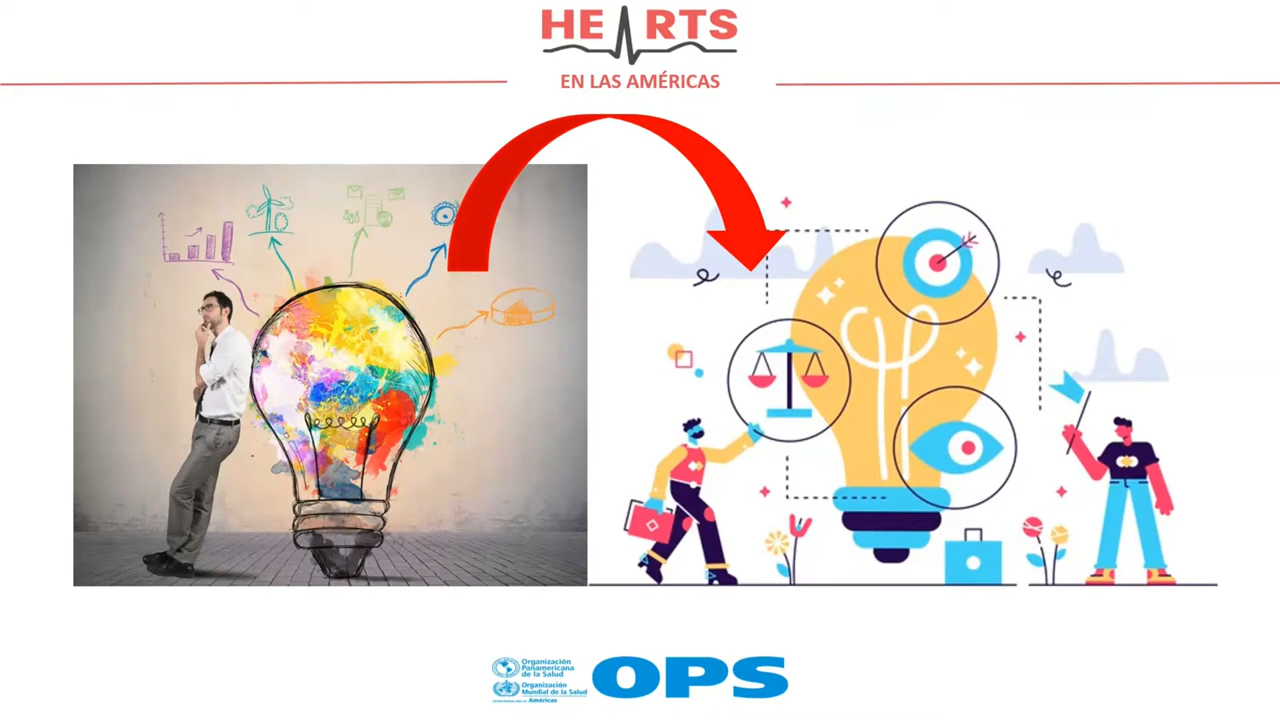 HEARTS
EN LAS AMÉRICAS
Organización
Panamericana
de la Salud
Organización
Mundial de la Salud
Américas
OPS